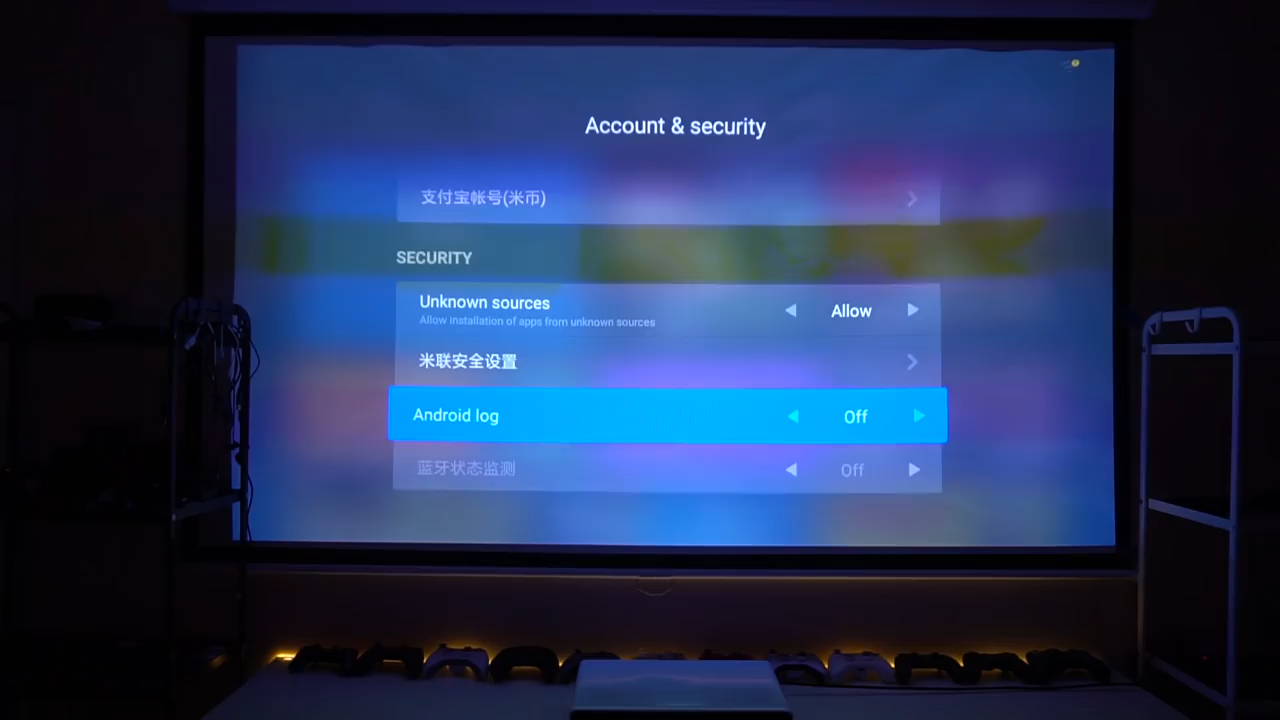 Account & security
支付宝帐号(米币)
SECURITY
Unknown sources
Allow
Allow installation of apps from unknown sources
米联安全设置
Android log
Off
蓝牙状态监测
Off